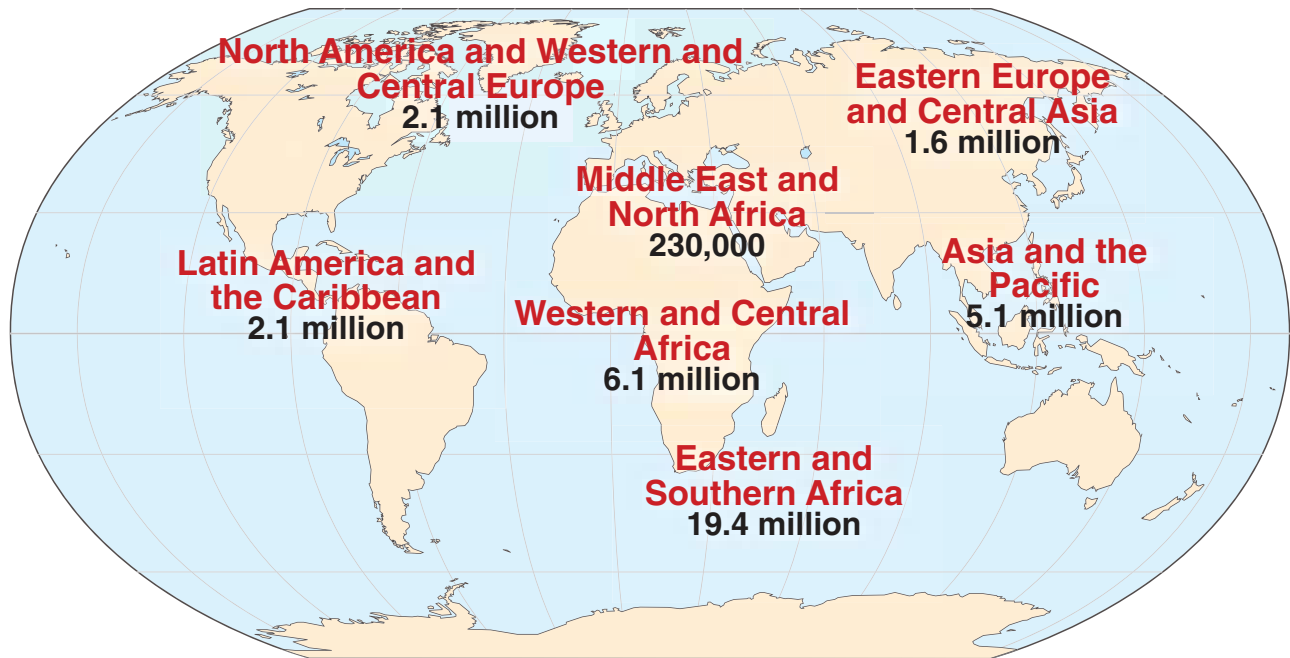 North America and Western and
Central Europe
2.1 million
Eastern Europe
and Central Asia
1.6 million
Middle East and
North Africa
230,000
Latin America and
the Caribbean
2.1 million
Asia and the
Pacific
5.1 million
Western and Central
Africa
6.1 million
Eastern and
Southern Africa
19.4 million